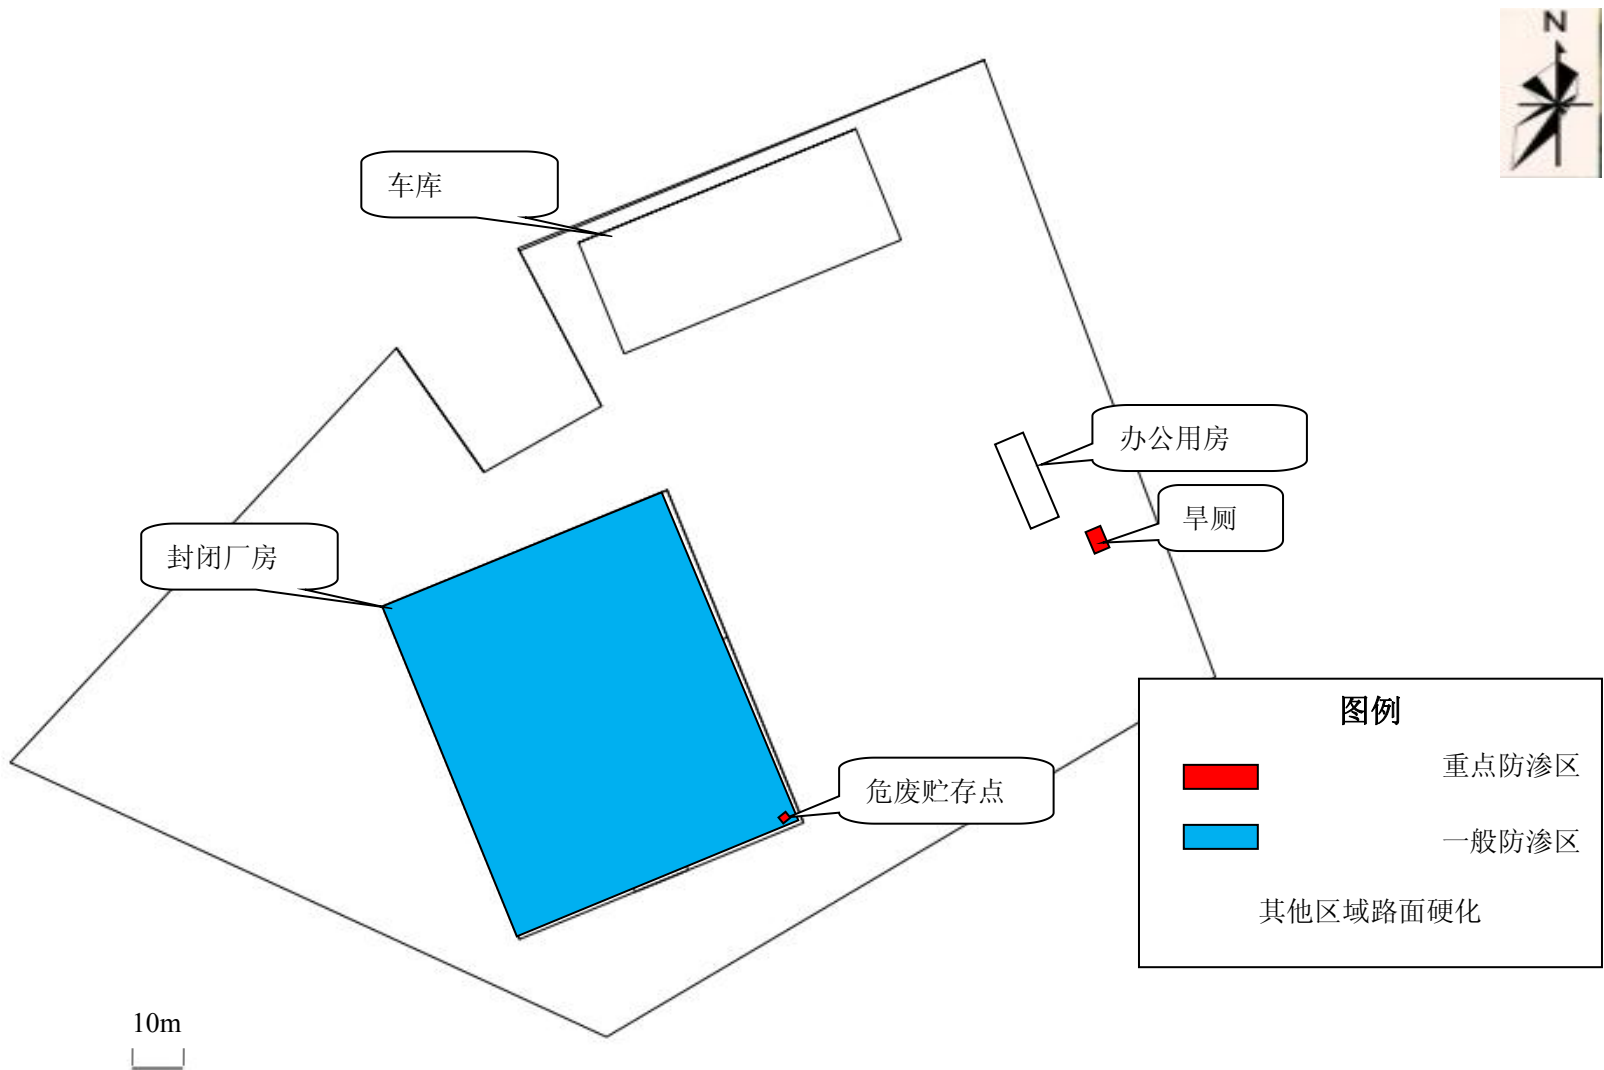 N
车库
办公用房
旱厕
封闭厂房
图例
重点防渗区
危废贮存点
一般防渗区
其他区域路面硬化
10m